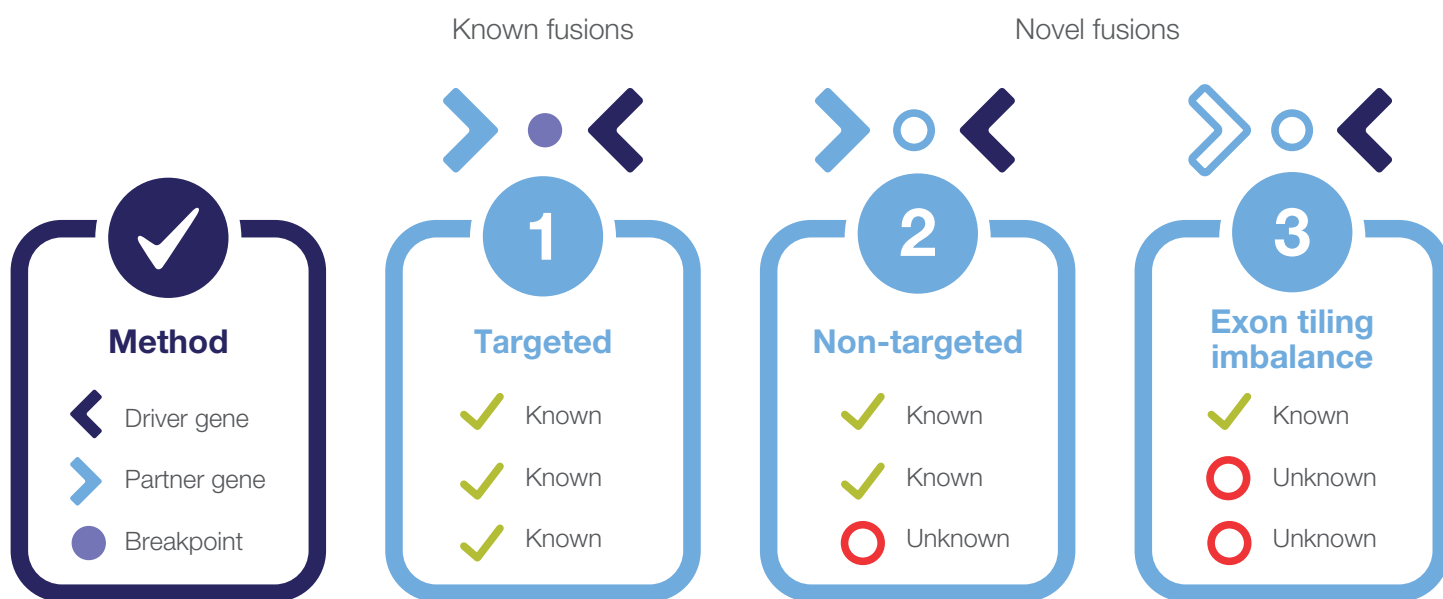 Known fusions
Novel fusions
Method
Driver gene
Partner gene
Breakpoint
1
Targeted
Known
Known
Known
2
Non-targeted
Known
Known
Unknown
3
Exon tiling
imbalance
Known
Unknown
Unknown